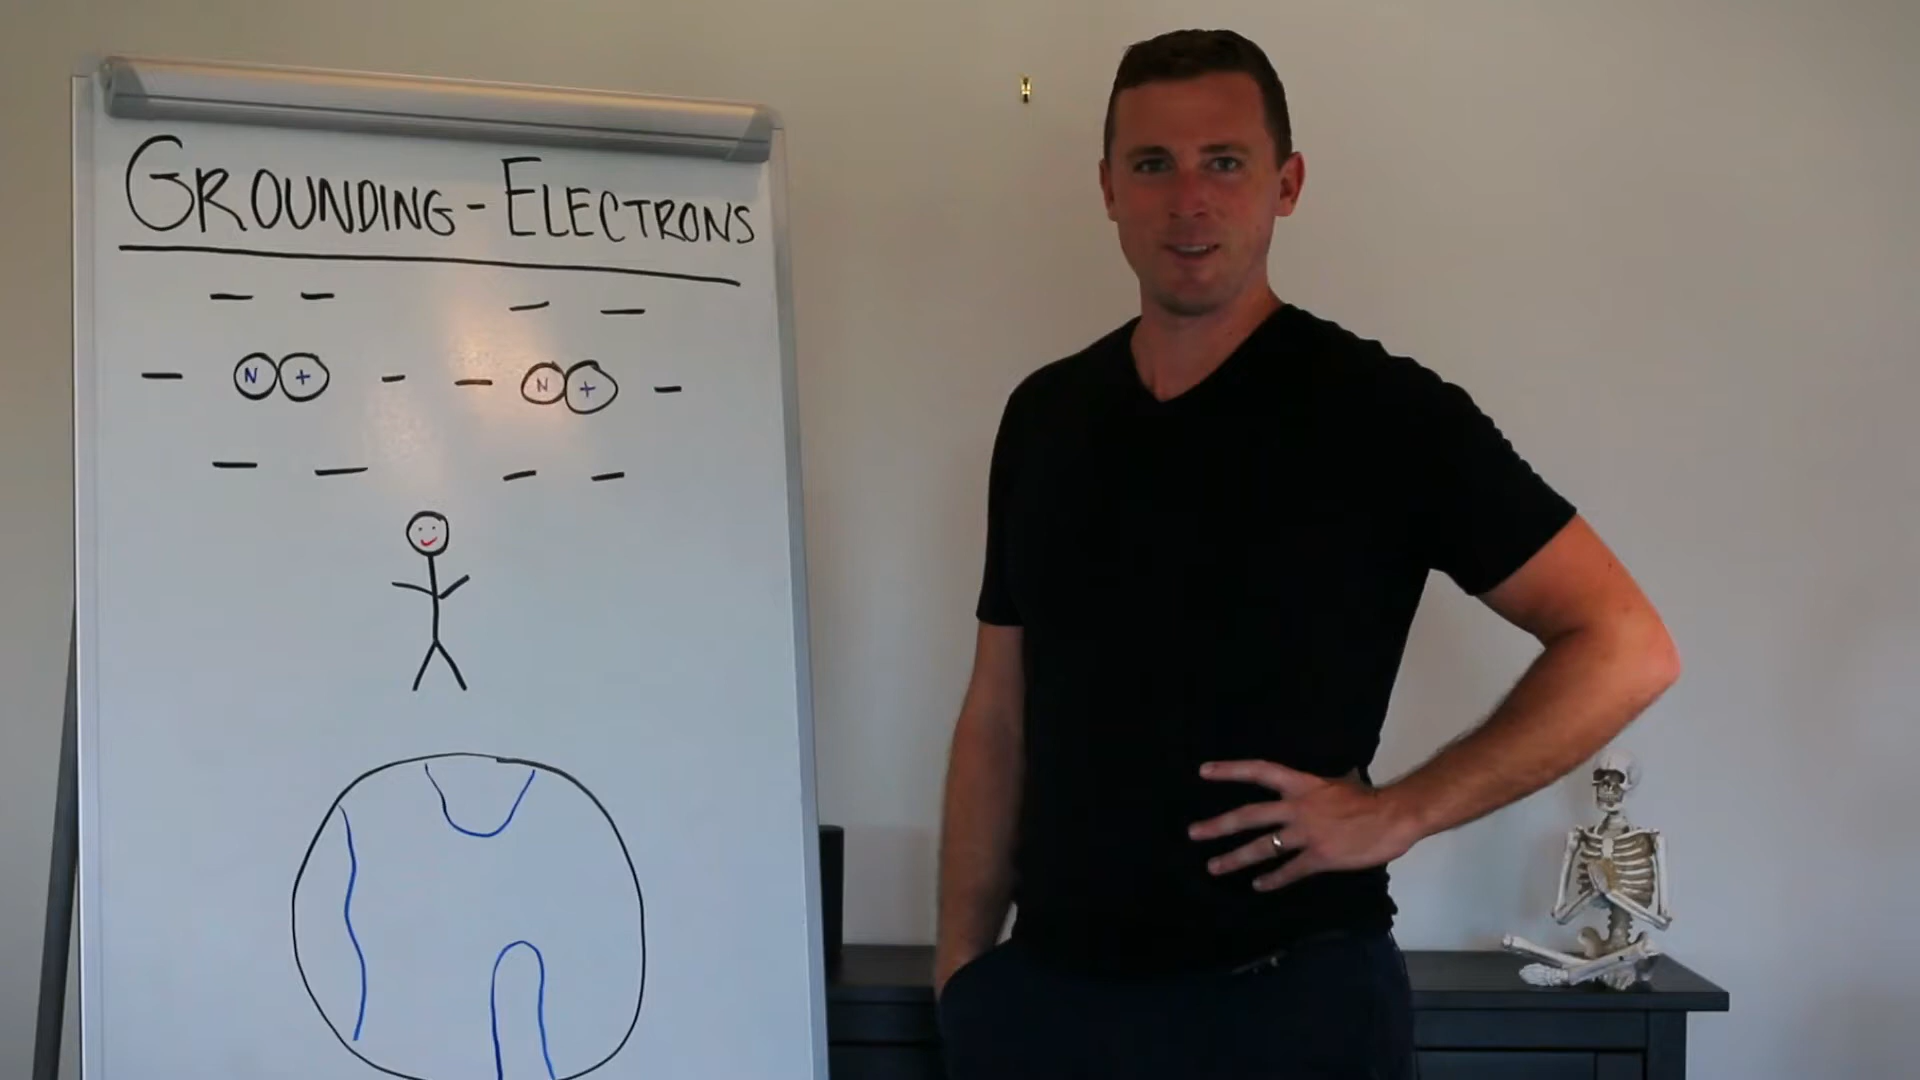 GROUNDING - ELECTRONS
N + N +